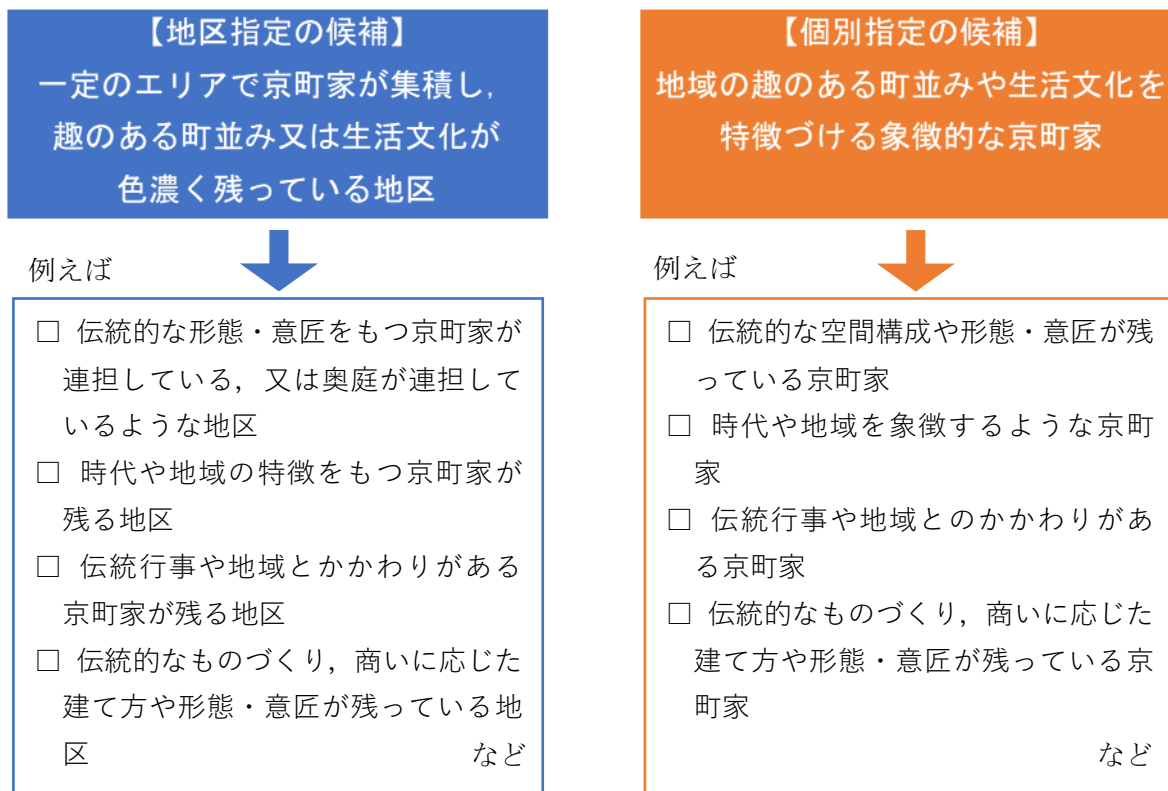 【地区指定の候補】
一定のエリアで京町家が集積し，
趣のある町並み又は生活文化が
色濃く残っている地区
例えば
□ 伝統的な形態・意匠をもつ京町家が
連担している，又は奥庭が連担して
いるような地区
□ 時代や地域の特徴をもつ京町家が
残る地区
□ 伝統行事や地域とかかわりがある
京町家が残る地区
□ 伝統的なものづくり，商いに応じた
建て方や形態・意匠が残っている地
区 など
【個別指定の候補】
地域の趣のある町並みや生活文化を
特徴づける象徴的な京町家
例えば
□ 伝統的な空間構成や形態・意匠が残
っている京町家
□ 時代や地域を象徴するような京町
家
□ 伝統行事や地域とのかかわりがあ
る京町家
□ 伝統的なものづくり，商いに応じた
建て方や形態・意匠が残っている京
町家
など